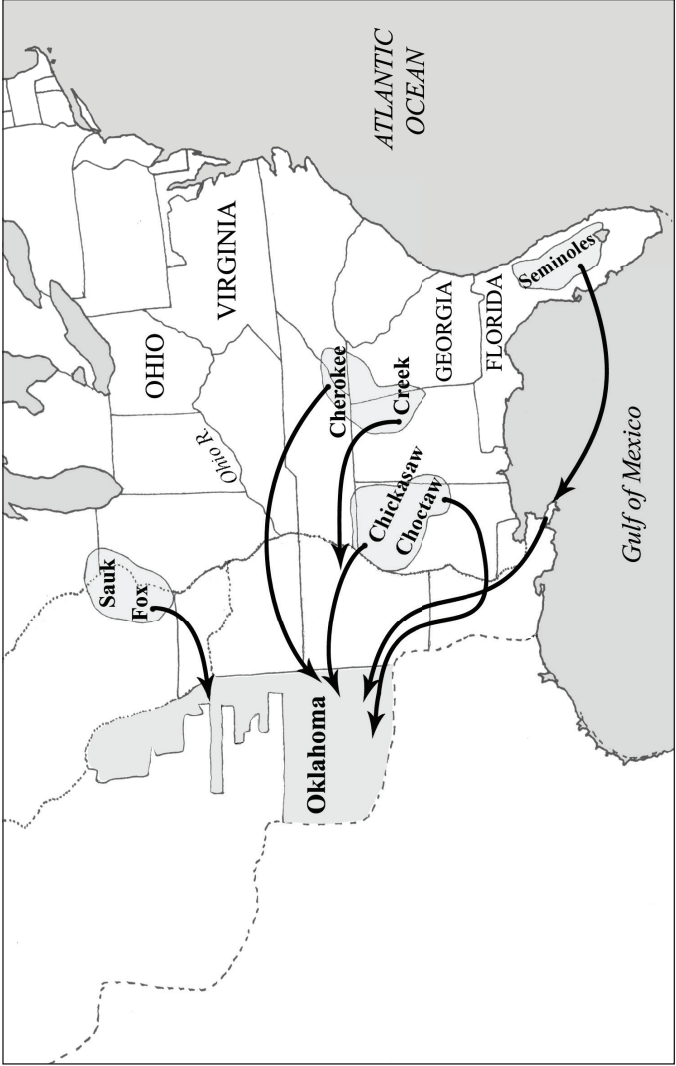 ATLANTIC
OCEAN
VIRGINIA
OHIO
Ohio R.
Sauk
Fox
Cherokee
Creek
GEORGIA
FLORIDA
Seminoles
Chickasaw
Choctaw
Oklahoma
Gulf of Mexico